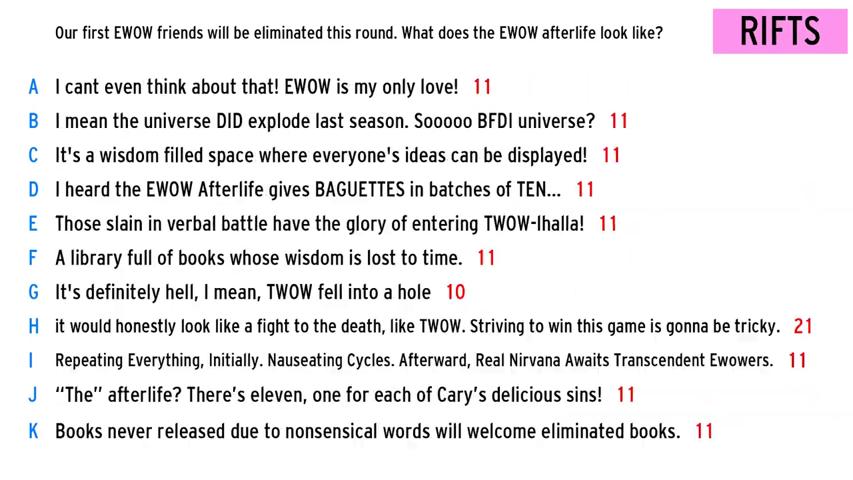 Our first EWOW friends will be eliminated this round. What does the EWOW afterlife look like?
RIFTS
A I cant even think about that! EWOW is my only love! 11
B I mean the universe DID explode last season. Sooooo BFDI universe? 11
C It's a wisdom filled space where everyone's ideas can be displayed! 11
D I heard the EWOW Afterlife gives BAGUETTES in batches of TEN... 11
E Those slain in verbal battle have the glory of entering TWOW-lhalla! 11
F A library full of books whose wisdom is lost to time. 11
G It's definitely hell, I mean, TWOW fell into a hole 10
H it would honestly look like a fight to the death, like TWOW. Striving to win this game is gonna be tricky. 21
I Repeating Everything, Initially. Nauseating Cycles. Afterward, Real Nirvana Awaits Transcendent Ewowers. 11
J “The” afterlife? There’s eleven, one for each of Cary’s delicious sins! 11
K Books never released due to nonsensical words will welcome eliminated books. 11